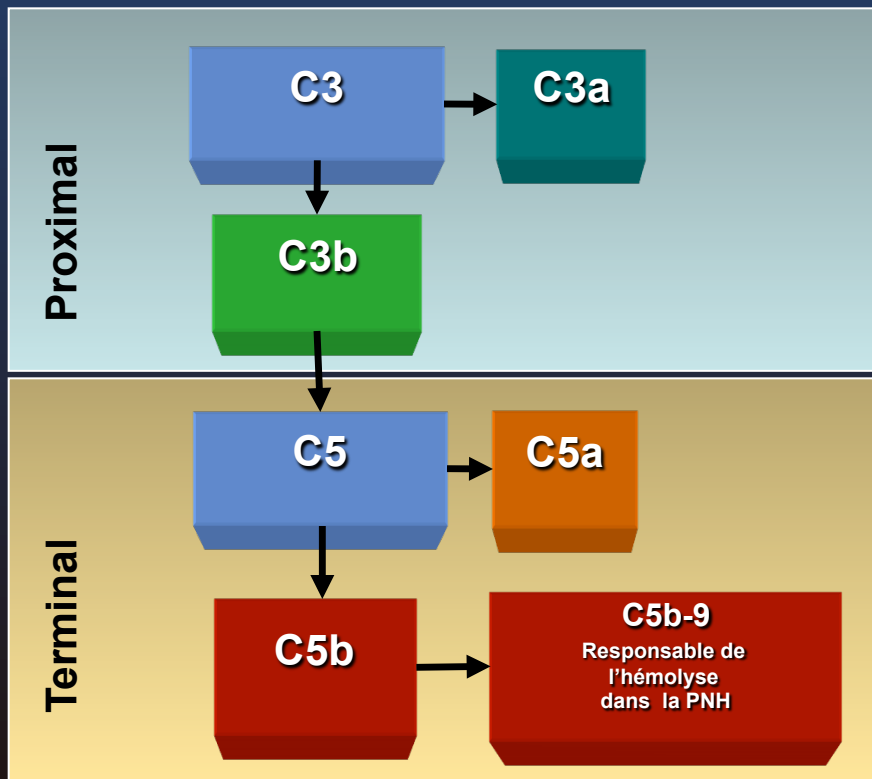 Proximal
C3
C3a
C3b
Terminal
C5
C5a
C5b
C5b-9
Responsable de
l’hémolyse
dans la PNH